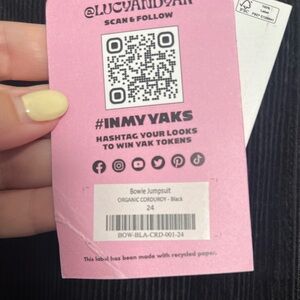 @LUCYANDYAK
SCAN & FOLLOW
#INMYYAKS
HASHTAG YOUR LOOKS
TO WIN YAK TOKENS
Bowie Jumpsuit
ORGANIC CORDUROY - Black
24
BOW-BLA-CRD-001-24
This label has been made with recycled paper.